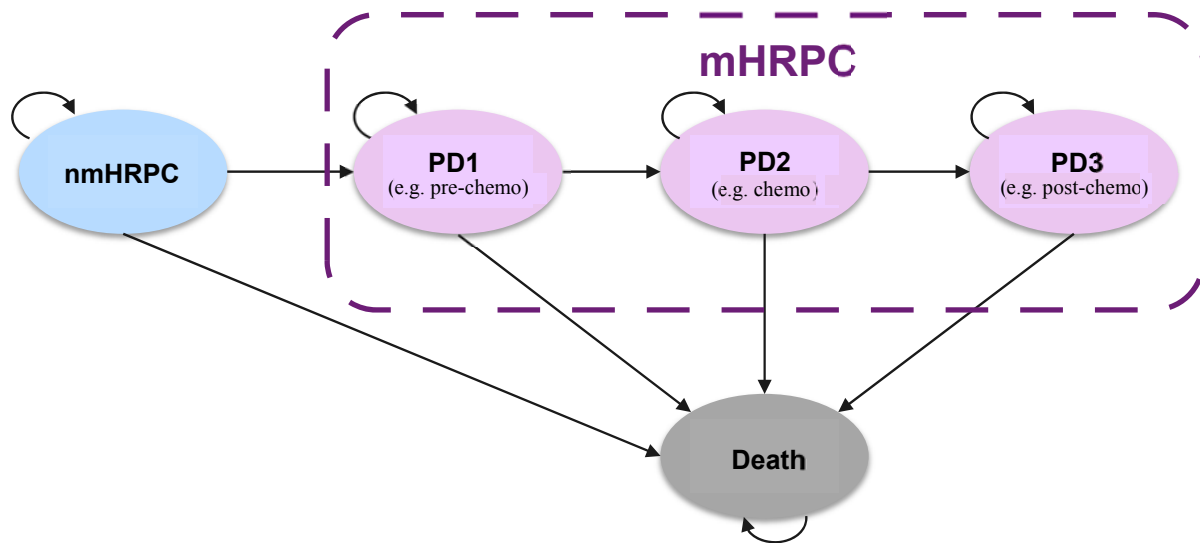 mHRPC
nmHRPC
PD1
(e.g. pre-chemo)
PD2
(e.g. chemo)
PD3
(e.g. post-chemo)
Death